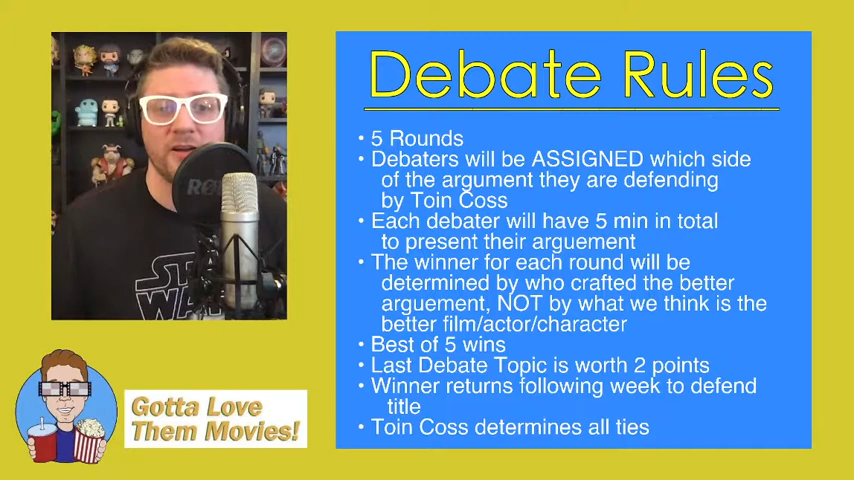 Debate Rules
• 5 Rounds
• Debaters will be ASSIGNED which side
of the argument they are defending
by Toin Coss
• Each debater will have 5 min in total
to present their arguement
• The winner for each round will be
determined by who crafted the better
arguement, NOT by what we think is the
better film/actor/character
• Best of 5 wins
• Last Debate Topic is worth 2 points
• Winner returns following week to defend
title
• Toin Coss determines all ties
STAR
WARS
Gotta Love
Them Movies!